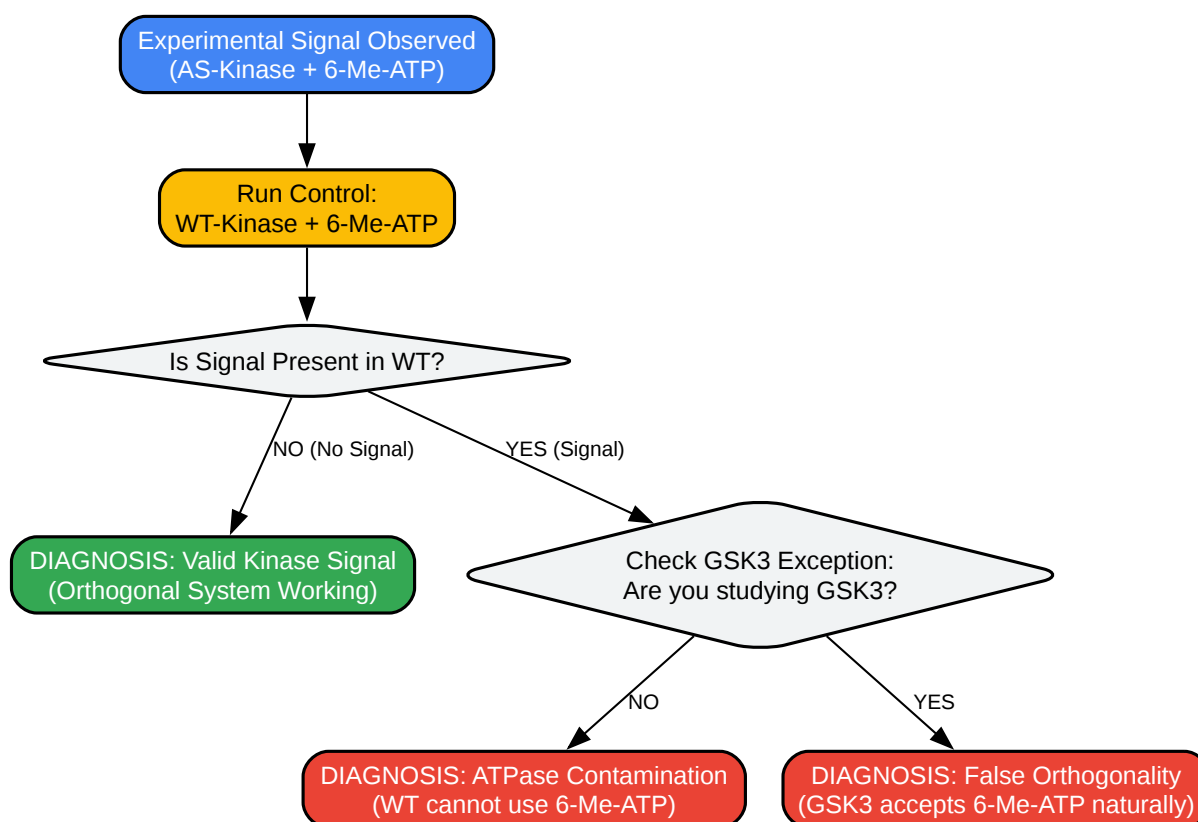 Experimental Signal Observed
(AS-Kinase + 6-Me-ATP)
Run Control:
WT-Kinase + 6-Me-ATP
Is Signal Present in WT?
NO (No Signal)
YES (Signal)
DIAGNOSIS: Valid Kinase Signal
(Orthogonal System Working)
Check GSK3 Exception:
Are you studying GSK3?
NO
YES
DIAGNOSIS: ATPase Contamination
(WT cannot use 6-Me-ATP)
DIAGNOSIS: False Orthogonality
(GSK3 accepts 6-Me-ATP naturally)